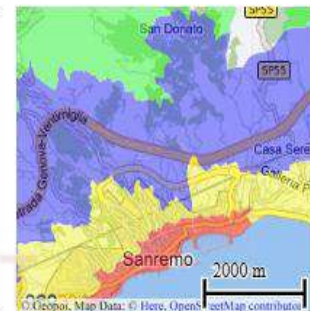 SP55
San Donato
SP55
Casa Sere
Galleria P
strada Genova-Ventimiglia
Sanremo
2000 m
© Geopoi, Map Data: © Here, OpenStreetMap contributor